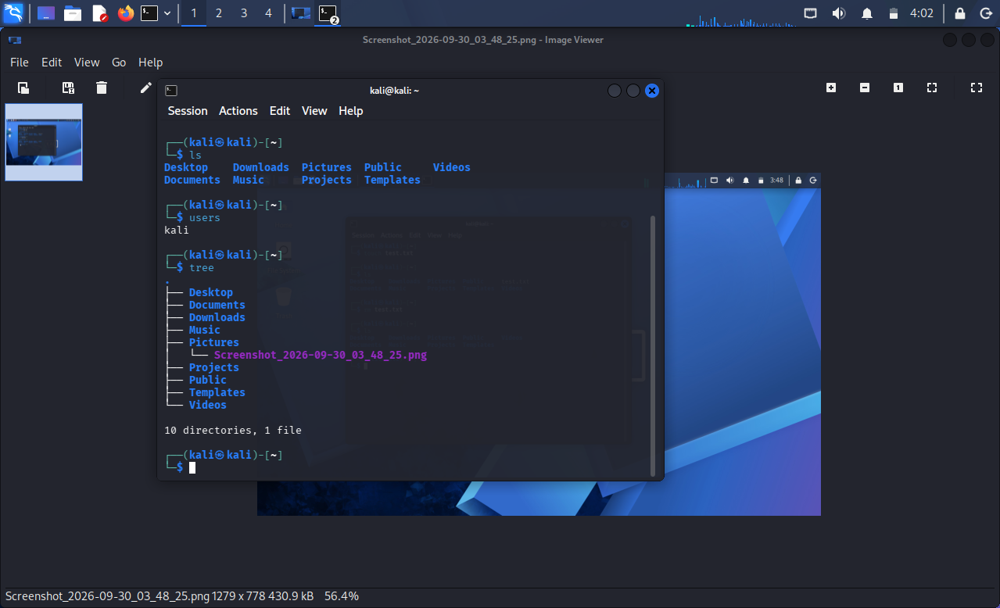 1 2 3 4 2 4:02
Screenshot_2026-09-30_03_48_25.png - Image Viewer
File Edit View Go Help
kali@kali: ~
Session Actions Edit View Help
┌──(kali㉿kali)-[~]
└─$ ls
Desktop Downloads Pictures Public Videos
Documents Music Projects Templates
3:48
┌──(kali㉿kali)-[~]
└─$ users
kali
┌──(kali㉿kali)-[~]
└─$ tree
.
├── Desktop
├── Documents
├── Downloads
├── Music
├── Pictures
│   └── Screenshot_2026-09-30_03_48_25.png
├── Projects
├── Public
├── Templates
└── Videos
10 directories, 1 file
┌──(kali㉿kali)-[~]
└─$
Screenshot_2026-09-30_03_48_25.png 1279 x 778 430.9 kB 56.4%